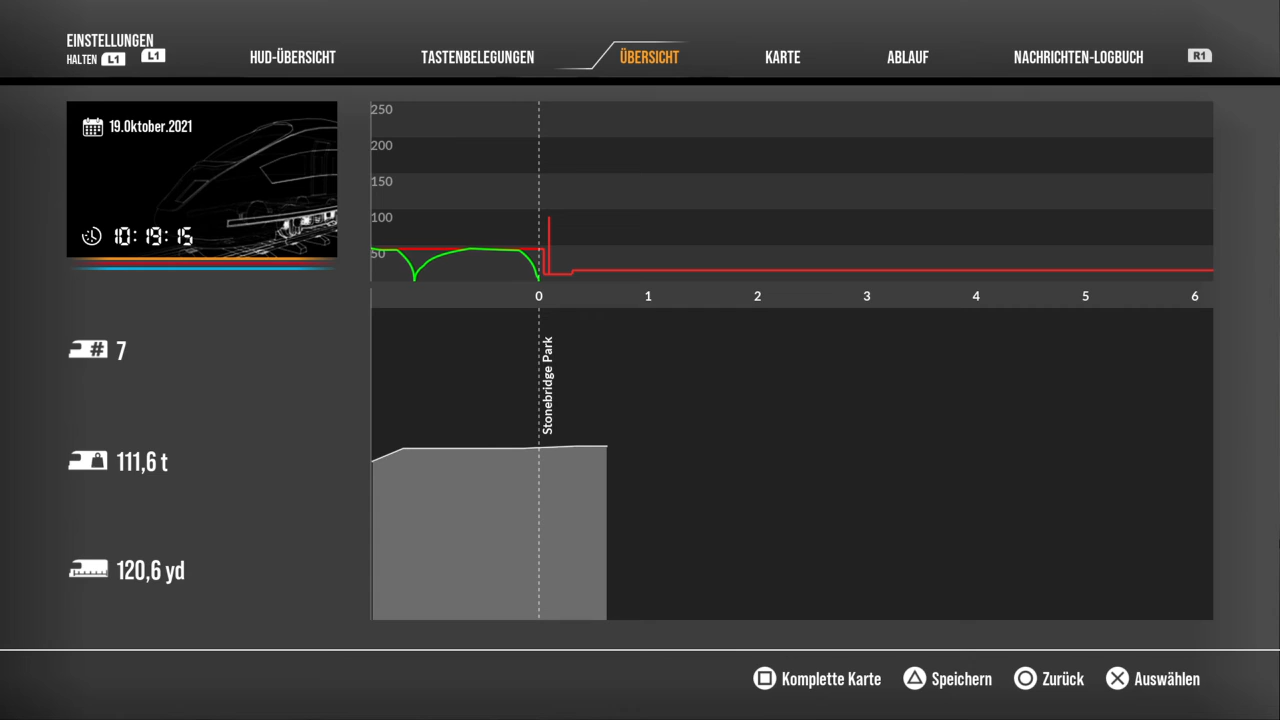 EINSTELLUNGEN
HALTEN L1 L1
HUD-ÜBERSICHT TASTENBELEGUNGEN ÜBERSICHT KARTE ABLAUF NACHRICHTEN-LOGBUCH R1
19.Oktober.2021
10:19:15
# 7
111,6 t
120,6 yd
250
200
150
100
50
0 1 2 3 4 5 6
Stonebridge Park
Komplette Karte Speichern Zurück Auswählen